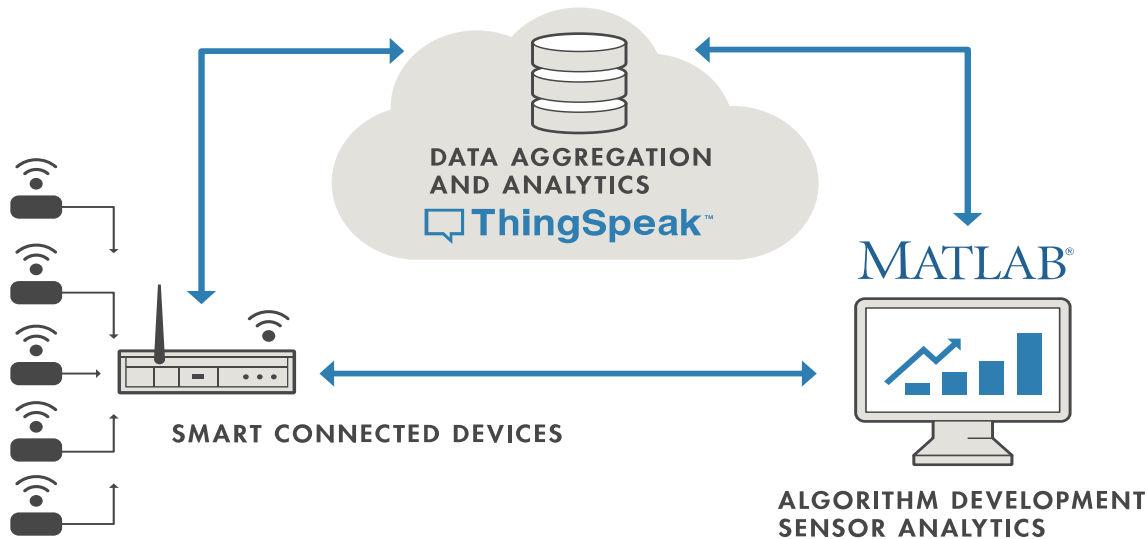 DATA AGGREGATION
AND ANALYTICS
ThingSpeak™
MATLAB®
SMART CONNECTED DEVICES
ALGORITHM DEVELOPMENT
SENSOR ANALYTICS